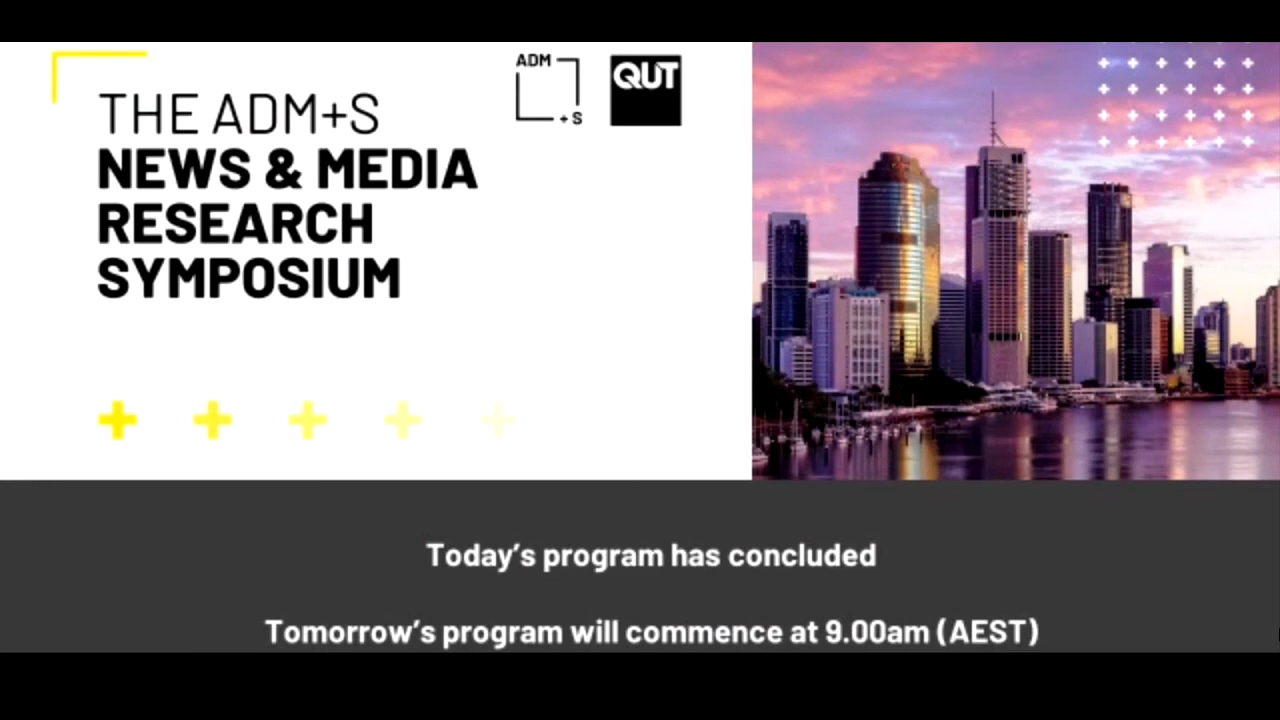 THE ADM+S
NEWS & MEDIA
RESEARCH
SYMPOSIUM
ADM
+S
QUT
Today’s program has concluded
Tomorrow’s program will commence at 9.00am (AEST)